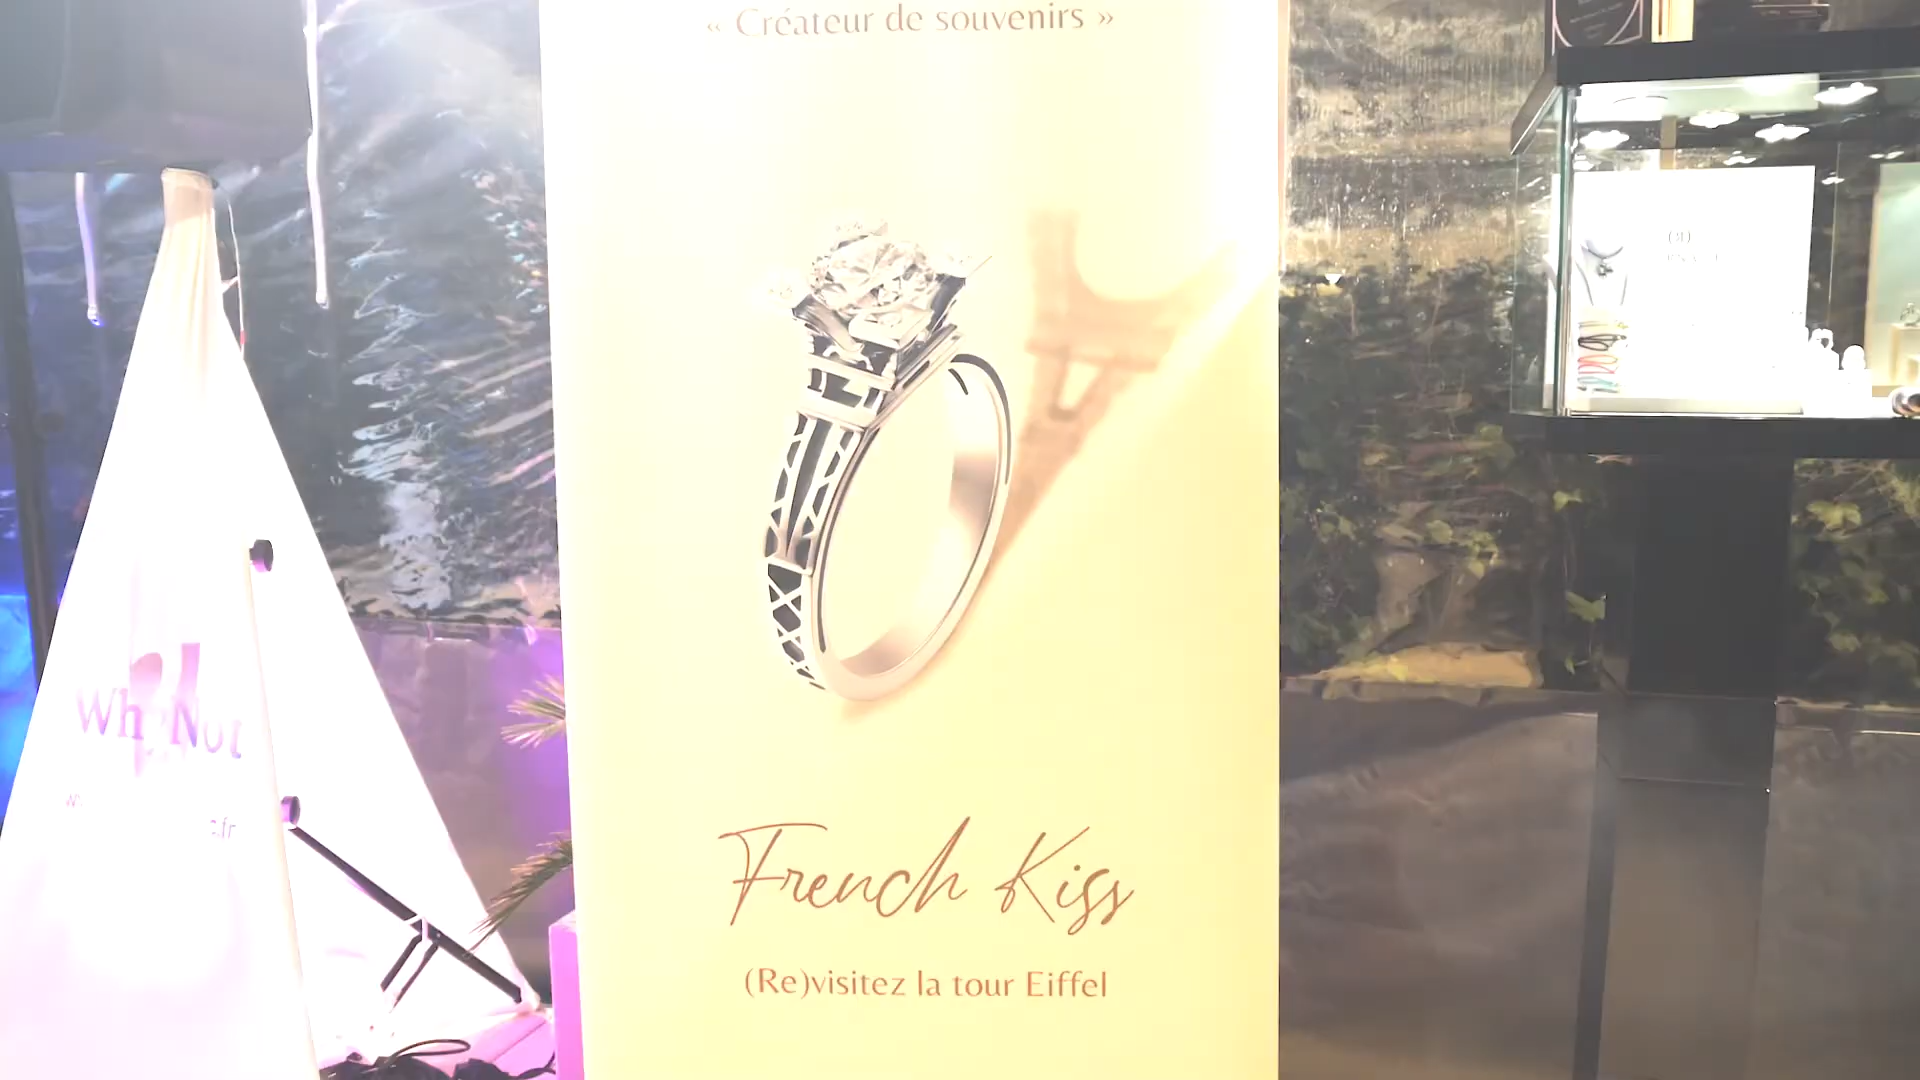 « Créateur de souvenirs »
French Kiss
(Re)visitez la tour Eiffel
Why Not